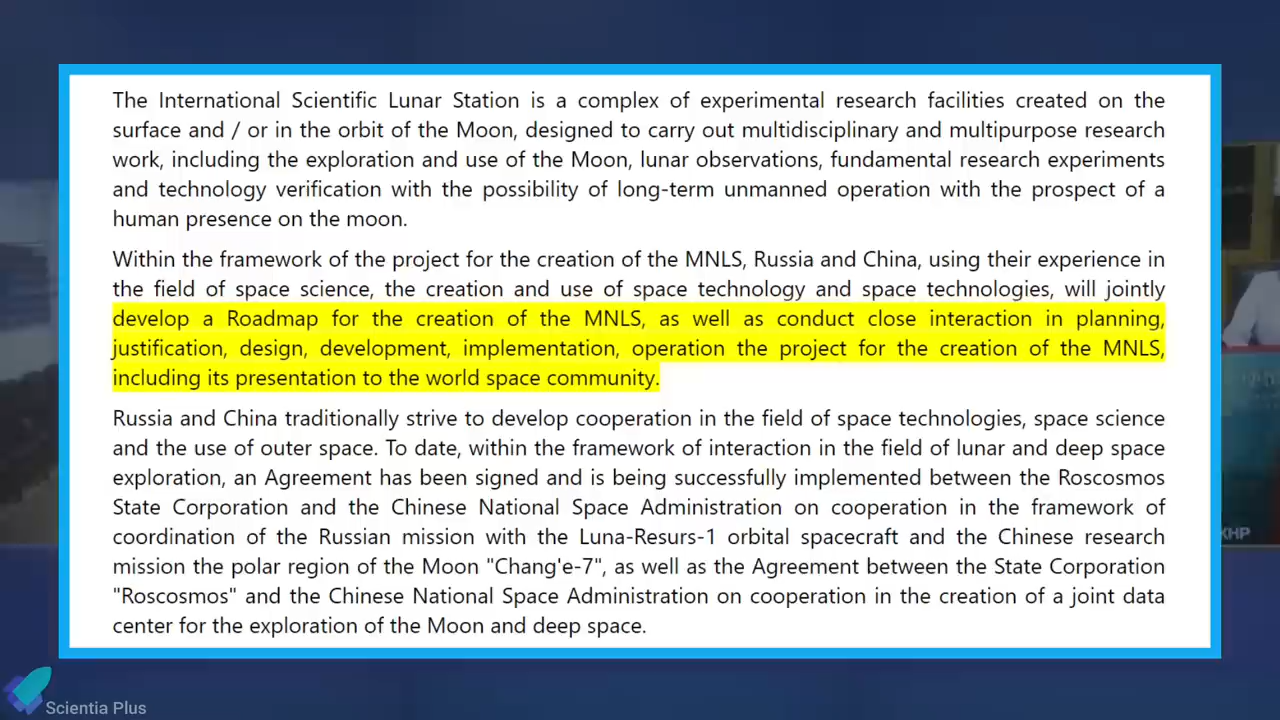 The International Scientific Lunar Station is a complex of experimental research facilities created on the
surface and / or in the orbit of the Moon, designed to carry out multidisciplinary and multipurpose research
work, including the exploration and use of the Moon, lunar observations, fundamental research experiments
and technology verification with the possibility of long-term unmanned operation with the prospect of a
human presence on the moon.
Within the framework of the project for the creation of the MNLS, Russia and China, using their experience in
the field of space science, the creation and use of space technology and space technologies, will jointly
develop a Roadmap for the creation of the MNLS, as well as conduct close interaction in planning,
justification, design, development, implementation, operation the project for the creation of the MNLS,
including its presentation to the world space community.
Russia and China traditionally strive to develop cooperation in the field of space technologies, space science
and the use of outer space. To date, within the framework of interaction in the field of lunar and deep space
exploration, an Agreement has been signed and is being successfully implemented between the Roscosmos
State Corporation and the Chinese National Space Administration on cooperation in the framework of
coordination of the Russian mission with the Luna-Resurs-1 orbital spacecraft and the Chinese research
mission the polar region of the Moon "Chang'e-7", as well as the Agreement between the State Corporation
"Roscosmos" and the Chinese National Space Administration on cooperation in the creation of a joint data
center for the exploration of the Moon and deep space.
КНР
Scientia Plus